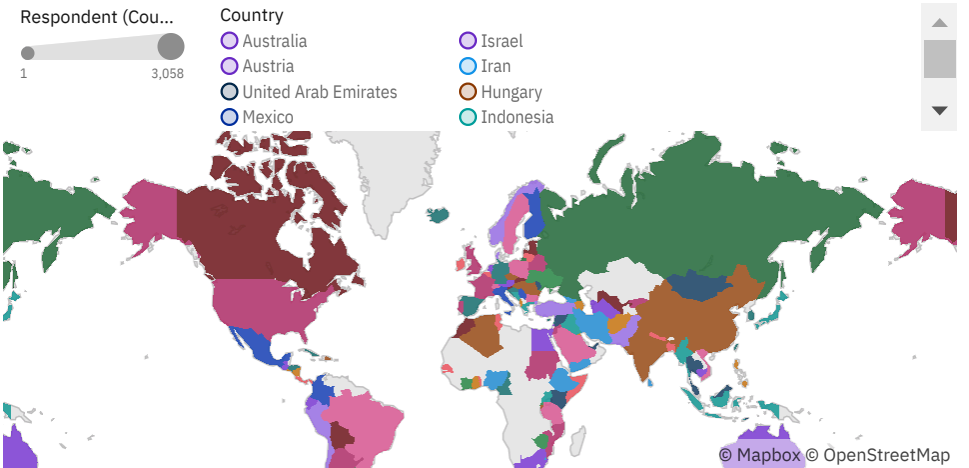 Respondent (Cou...
1
3,058
Country
Australia
Austria
United Arab Emirates
Mexico
Israel
Iran
Hungary
Indonesia
© Mapbox © OpenStreetMap